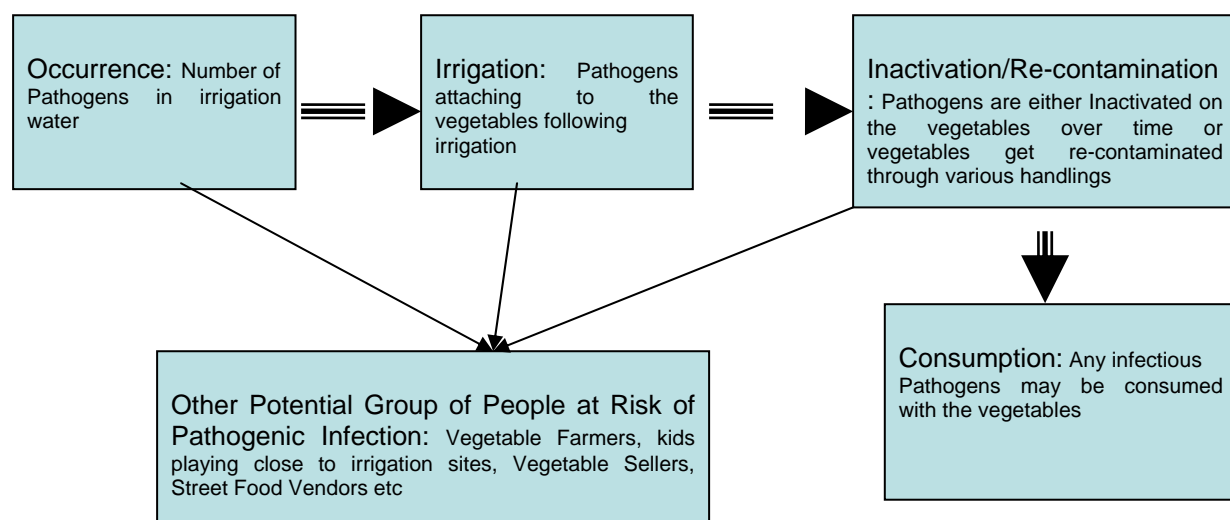 Occurrence: Number of
Pathogens in irrigation
water
Irrigation: Pathogens
attaching to the
vegetables following
irrigation
Inactivation/Re-contamination
: Pathogens are either Inactivated on
the vegetables over time or
vegetables get re-contaminated
through various handlings
Other Potential Group of People at Risk of
Pathogenic Infection: Vegetable Farmers, kids
playing close to irrigation sites, Vegetable Sellers,
Street Food Vendors etc
Consumption: Any infectious
Pathogens may be consumed
with the vegetables